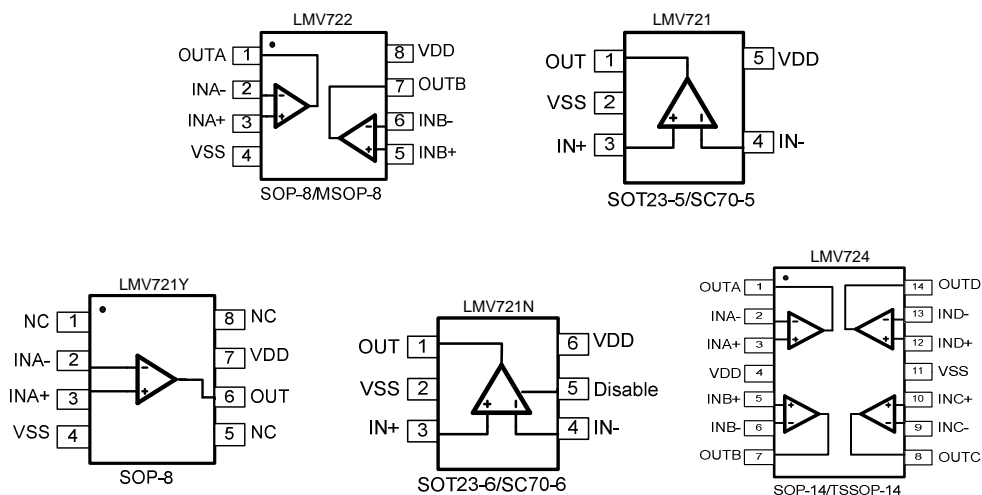 LMV722
OUTA 1
8 VDD
INA- 2
7 OUTB
INA+ 3
6 INB-
VSS 4
5 INB+
- + - +
SOP-8/MSOP-8
LMV721
OUT 1
5 VDD
VSS 2
IN+ 3
4 IN-
+ -
SOT23-5/SC70-5
LMV721Y
NC 1
8 NC
INA- 2
7 VDD
INA+ 3
6 OUT
VSS 4
5 NC
- +
SOP-8
LMV721N
OUT 1
6 VDD
VSS 2
5 Disable
IN+ 3
4 IN-
+ -
SOT23-6/SC70-6
LMV724
OUTA 1
14 OUTD
INA- 2
13 IND-
INA+ 3
12 IND+
VDD 4
11 VSS
INB+ 5
10 INC+
INB- 6
9 INC-
OUTB 7
8 OUTC
- + - +
+ - + -
SOP-14/TSSOP-14